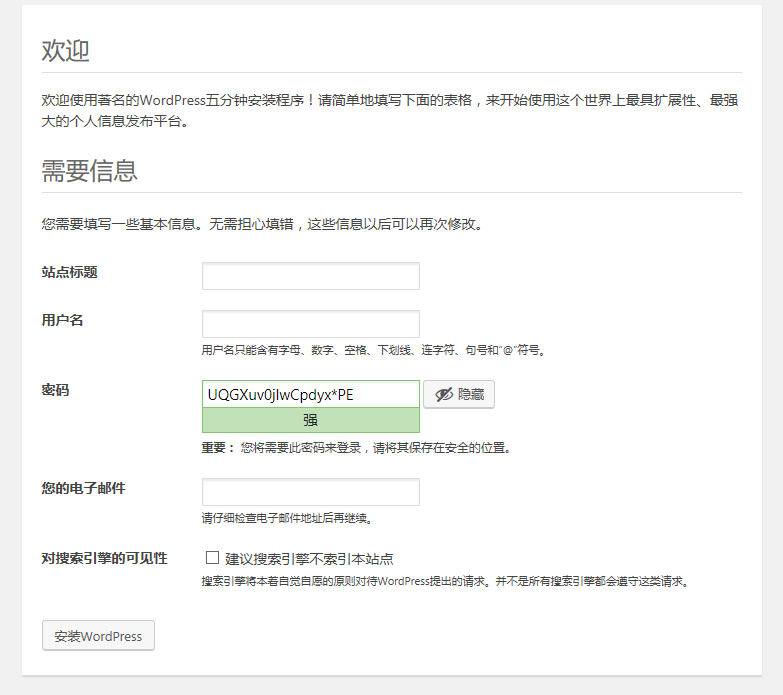 欢迎
欢迎使用著名的WordPress五分钟安装程序！请简单地填写下面的表格，来开始使用这个世界上最具扩展性、最强
大的个人信息发布平台。
需要信息
您需要填写一些基本信息。无需担心填错，这些信息以后可以再次修改。
站点标题
用户名
用户名只能含有字母、数字、空格、下划线、连字符、句号和“@”符号。
密码
UQGXuv0jlwCpdyx*PE
隐藏
强
重要： 您将需要此密码来登录，请将其保存在安全的位置。
您的电子邮件
请仔细检查电子邮件地址后再继续。
对搜索引擎的可见性
建议搜索引擎不索引本站点
搜索引擎将本着自觉自愿的原则对待WordPress提出的请求。并不是所有搜索引擎都会遵守这类请求。
安装WordPress